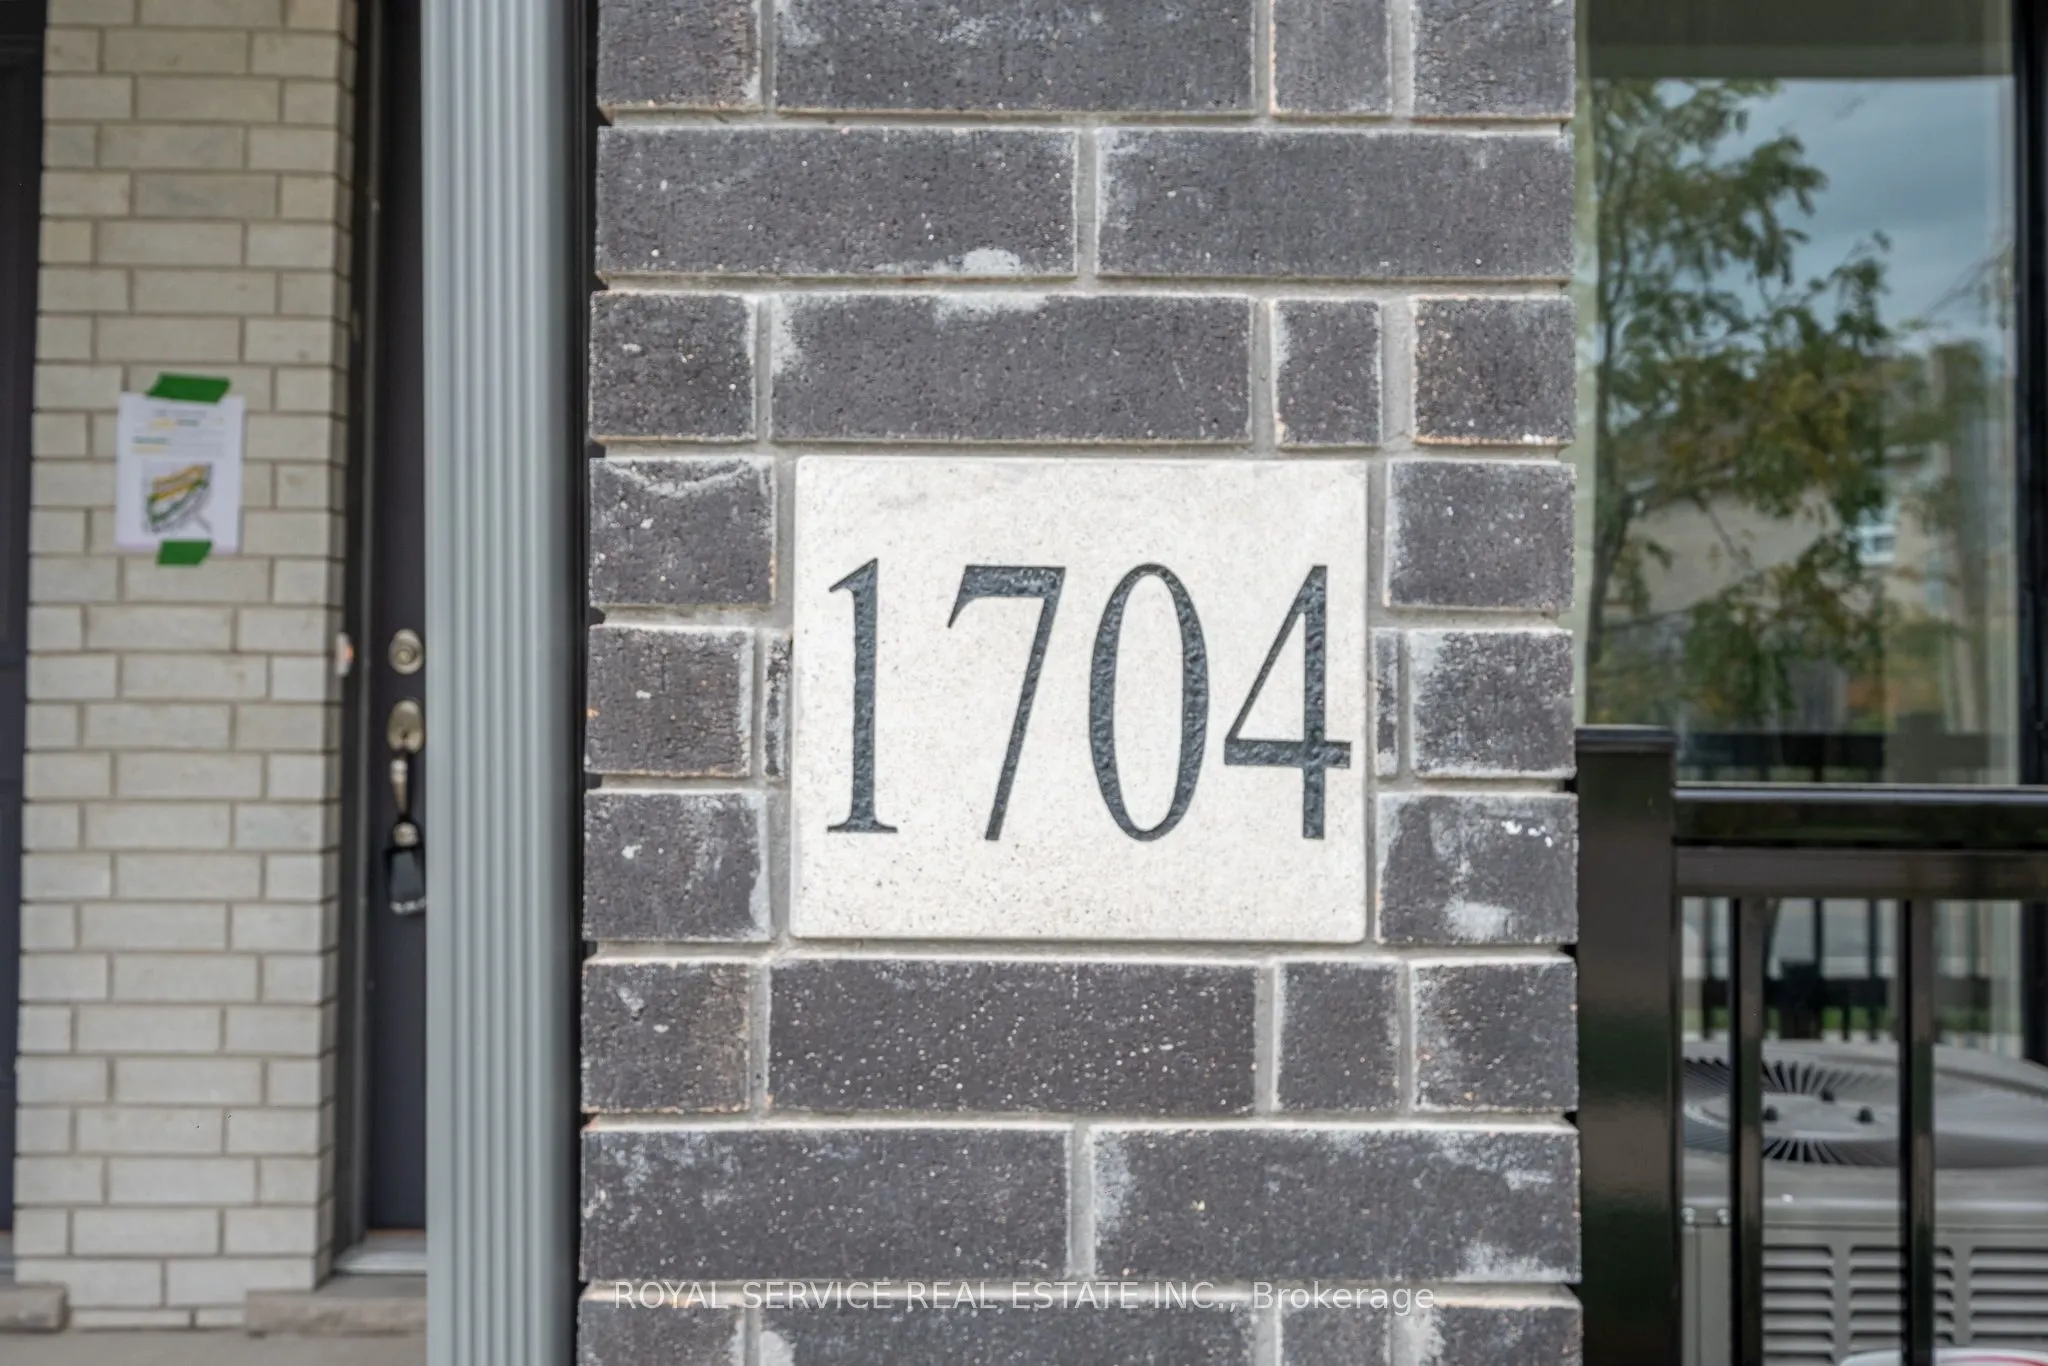 1704
ROYAL SERVICE REAL ESTATE INC., Brokerage